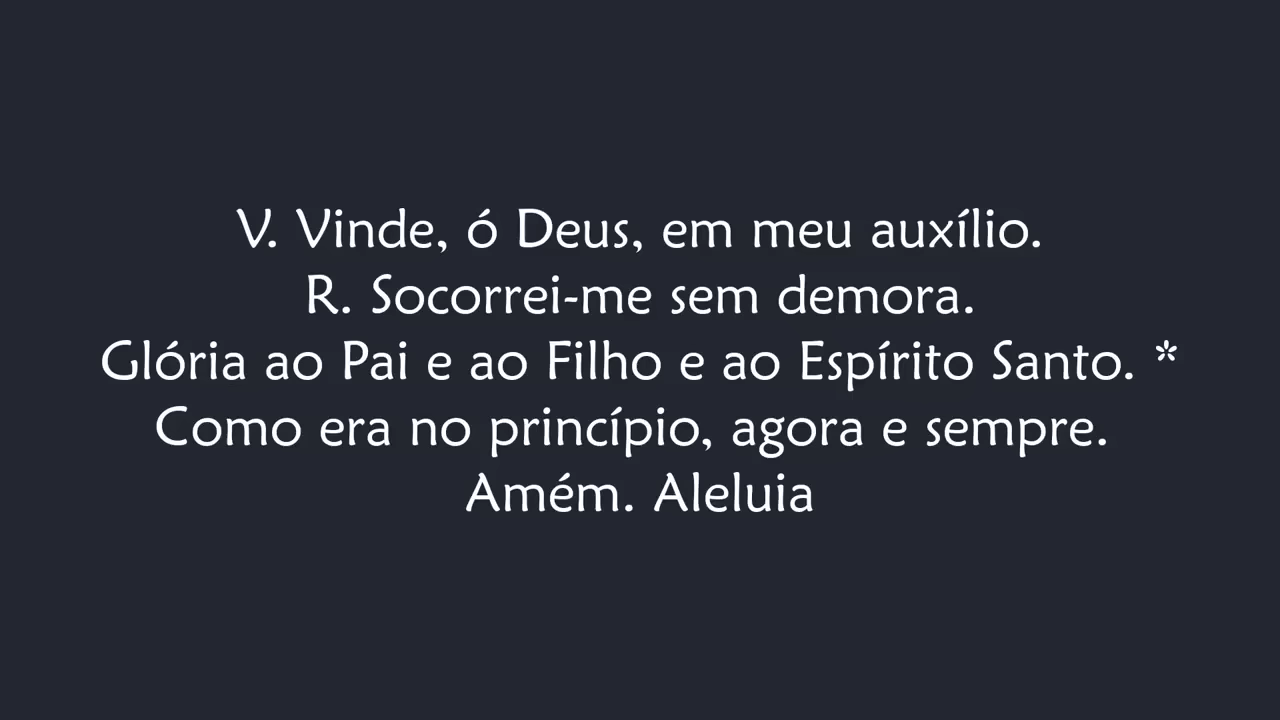 V. Vinde, ó Deus, em meu auxílio.
R. Socorrei-me sem demora.
Glória ao Pai e ao Filho e ao Espírito Santo. *
Como era no princípio, agora e sempre.
Amém. Aleluia